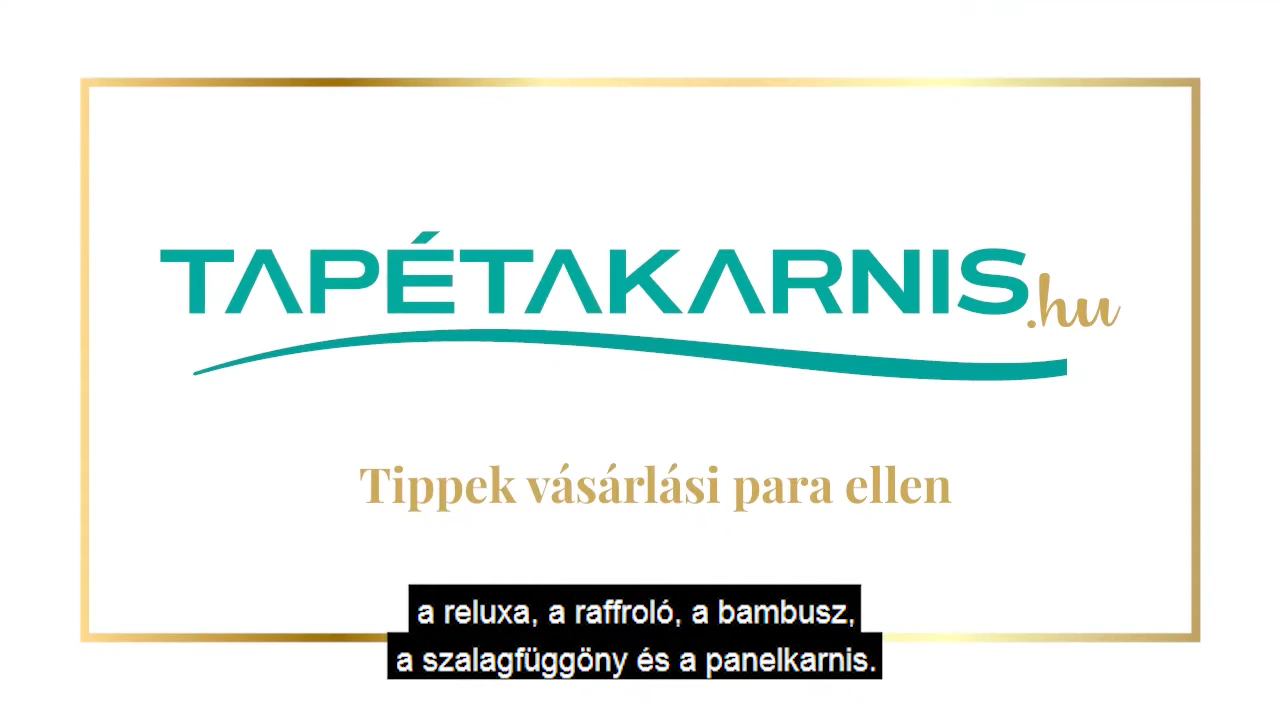 TAPÉTAKARNIS.hu
Tippek vásárlási para ellen
a reluxa, a raffroló, a bambusz,
a szalagfüggöny és a panelkarnis.